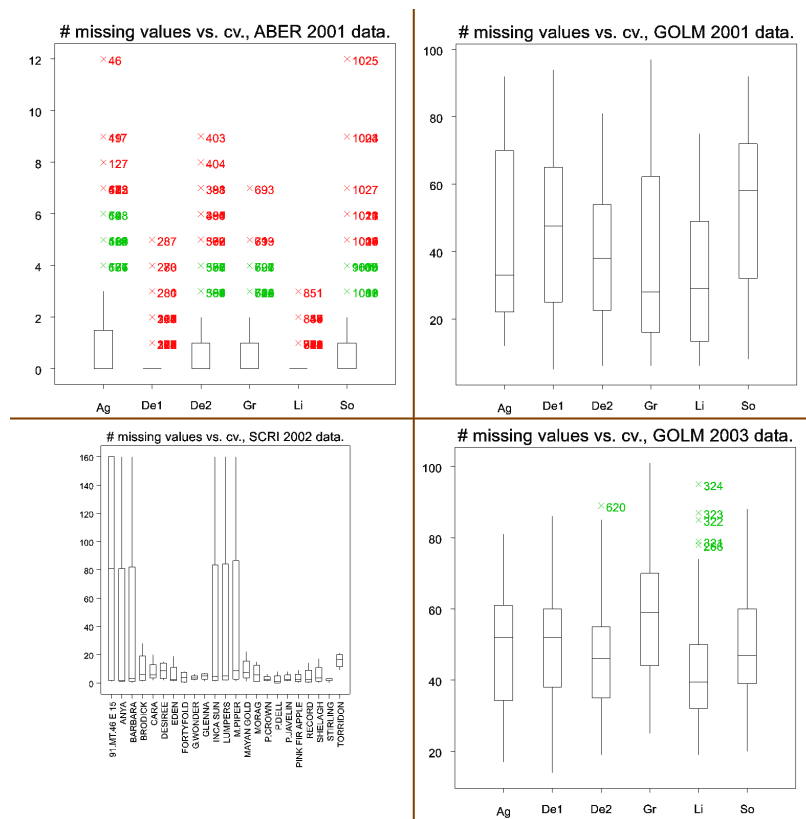 # missing values vs. cv., ABER 2001 data.
12
10
8
6
4
2
0
46
127
287
403
404
693
851
1025
1027
Ag De1 De2 Gr Li So
# missing values vs. cv., GOLM 2001 data.
100
80
60
40
20
Ag De1 De2 Gr Li So
# missing values vs. cv., SCRI 2002 data.
160
140
120
100
80
60
40
20
0
91.MT.46 E 15
ANYA
BARBARA
BRODICK
CARA
DESIREE
EDEN
FORTYFOLD
G.WONDER
GLENNA
INCA SUN
LUMPERS
M.PIPER
MAYAN GOLD
MORAG
P.CROWN
P.DELL
P.JAVELIN
PINK FIR APPLE
RECORD
SHELAGH
STIRLING
TORRIDON
# missing values vs. cv., GOLM 2003 data.
100
80
60
40
20
620
324
323
322
Ag De1 De2 Gr Li So